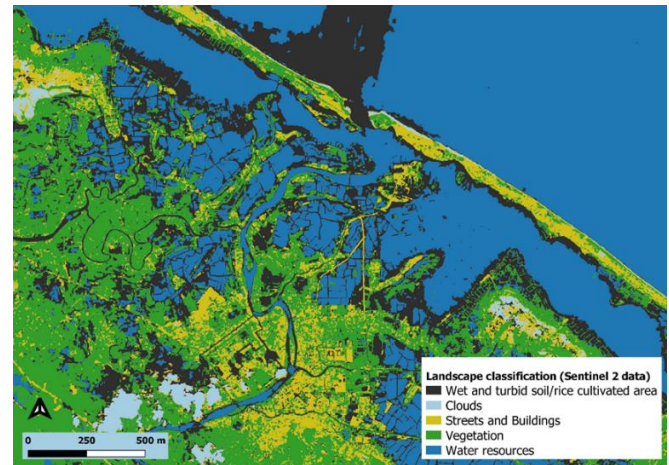 Landscape classification (Sentinel 2 data)
Wet and turbid soil/rice cultivated area
Clouds
Streets and Buildings
Vegetation
Water resources
0 250 500 m